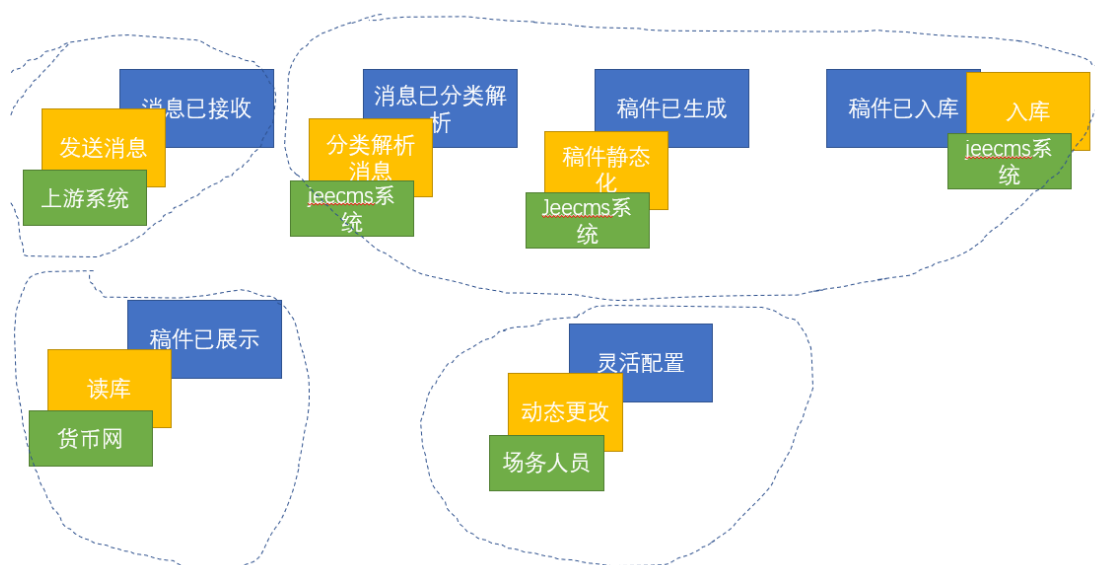 消息已接收
发送消息
上游系统
消息已分类解
析
分类解析
消息
jeecms系
统
稿件已生成
稿件静态
化
Jeecms系
统
稿件已入库
入库
jeecms系
统
稿件已展示
读库
货币网
灵活配置
动态更改
场务人员